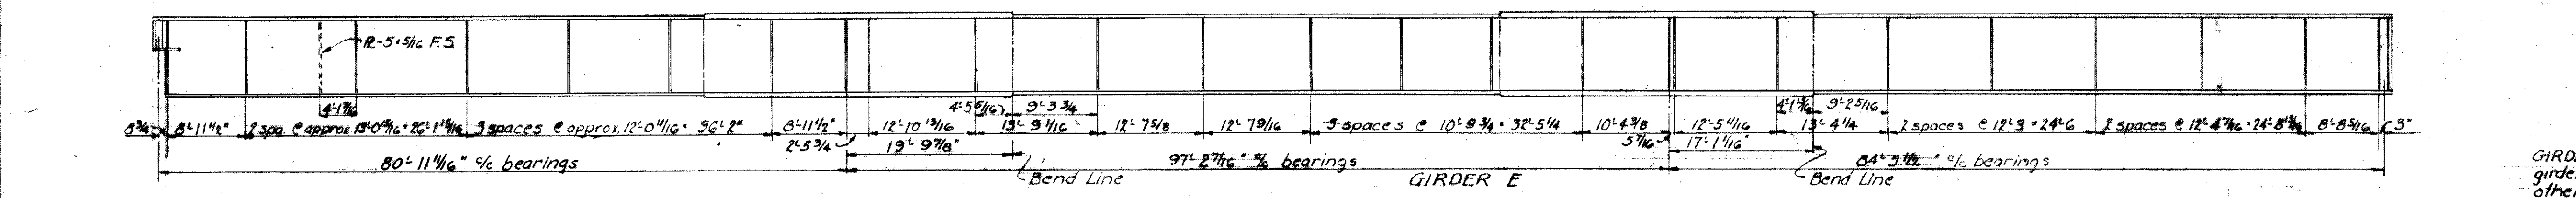 PL-5×5/16 F.S.
4'-1 7/16
4'-5 5/16
9'-3 3/4
4'-1 5/16
9'-2 5/16
8 3/4
8'-11 1/2"
2 spa. @ approx 13'-0 15/16 = 26'-1 15/16
3 spaces @ approx. 12'-0 11/16 = 36'-2"
8'-11 1/2"
12'-10 13/16
13'-9 1/16
12'-7 5/8
12'-7 9/16
3 spaces @ 10'-9 3/4 = 32'-5 1/4
10'-4 3/8
12'-5 11/16
13'-4 1/4
2 spaces @ 12'-3 = 24'-6
2 spaces @ 12'-4 7/16 = 24'-8 13/16
8'-8 5/16
3"
2'-5 3/4
19'-9 7/8"
5 7/16
17'-1 1/16"
80'-11 11/16" c/c bearings
97'-2 7/16" c/c bearings
84'-5 1/2" c/c bearings
Bend Line
GIRDER E
Bend Line
GIRD
girde
other